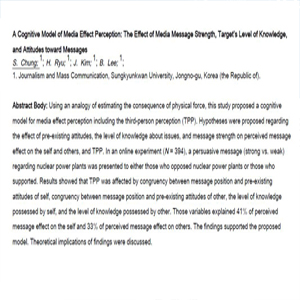 A Cognitive Model of Media Effect Perception: The Effect of Media Message Strength, Target's Level of Knowledge,
and Attitudes toward Messages
S. Chung; 1; H. Ryu; 1; J. Kim; 1; B. Lee; 1;
1. Journalism and Mass Communication, Sungkyunkwan University, Jongno-gu, Korea (the Republic of).
Abstract Body: Using an analogy of estimating the consequence of physical force, this study proposed a cognitive
model for media effect perception including the third-person perception (TPP). Hypotheses were proposed regarding
the effect of pre-existing attitudes, the level of knowledge about issues, and message strength on perceived message
effect on the self and others, and TPP. In an online experiment (N = 394), a persuasive message (strong vs. weak)
regarding nuclear power plants was presented to either those who opposed nuclear power plants or those who
supported. Results showed that TPP was affected by congruency between message position and pre-existing
attitudes of self, congruency between message position and pre-existing attitudes of other, the level of knowledge
possessed by self, and the level of knowledge possessed by other. Those variables explained 41% of perceived
message effect on the self and 33% of perceived message effect on others. The findings supported the proposed
model. Theoretical implications of findings were discussed.